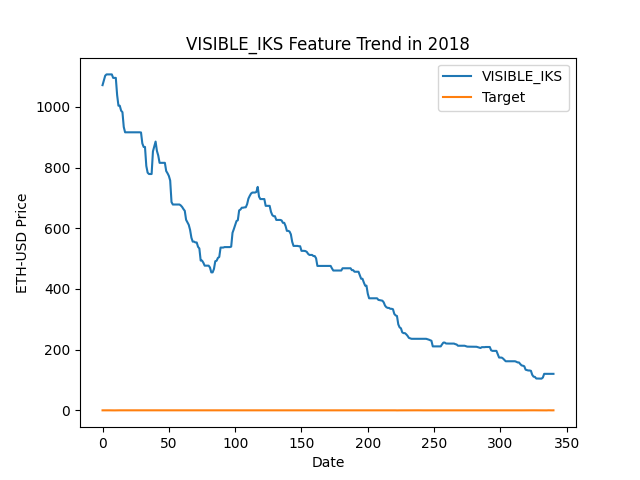 VISIBLE_IKS Feature Trend in 2018
VISIBLE_IKS
Target
ETH-USD Price
1000
800
600
400
200
0
0 50 100 150 200 250 300 350
Date